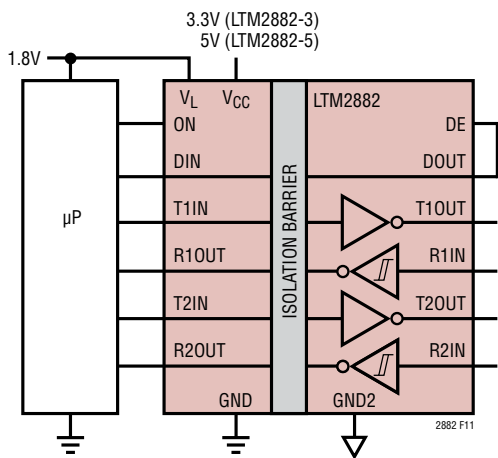 3.3V (LTM2882-3)
5V (LTM2882-5)
1.8V
VL VCC LTM2882
ON DE
DIN DOUT
µP
T1IN T1OUT
R1OUT R1IN
T2IN T2OUT
R2OUT R2IN
ISOLATION BARRIER
GND GND2
2882 F11